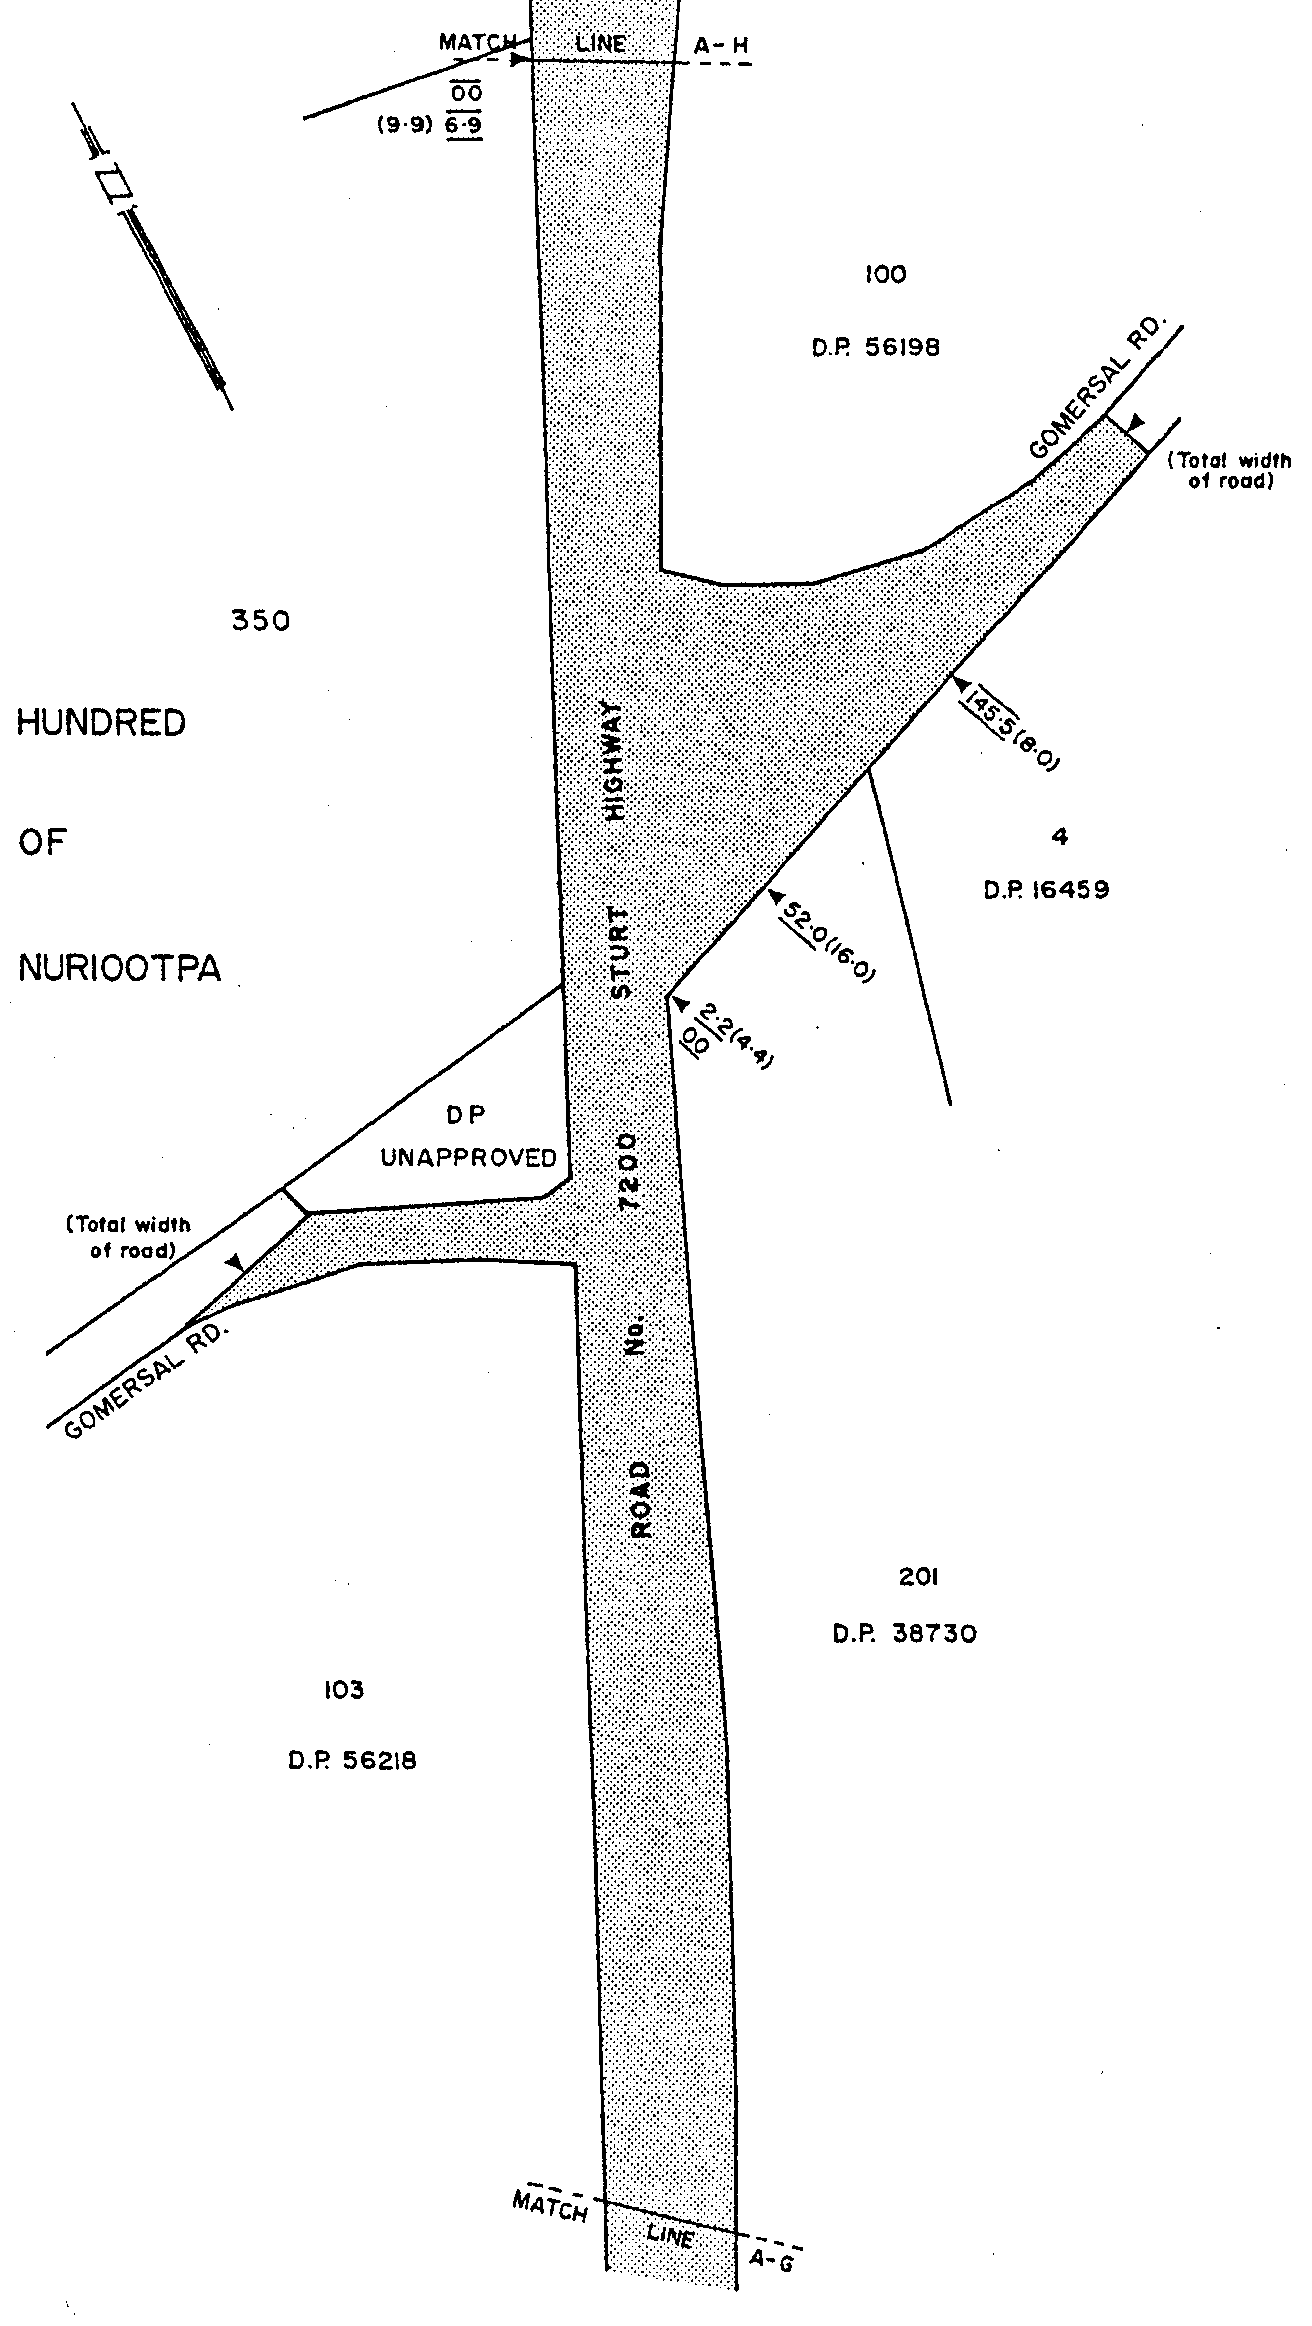 MATCH LINE A-H
00
(9·9) 6·9
100
D.P. 56198
GOMERSAL RD.
(Total width
of road)
350
HUNDRED
OF
NURIOOTPA
145·5(8·0)
4
D.P. 16459
52·0(16·0)
2·2(4·4)
00
ROAD No. 7200 STURT HIGHWAY
DP
UNAPPROVED
(Total width
of road)
GOMERSAL RD.
201
D.P. 38730
103
D.P. 56218
MATCH LINE A-G